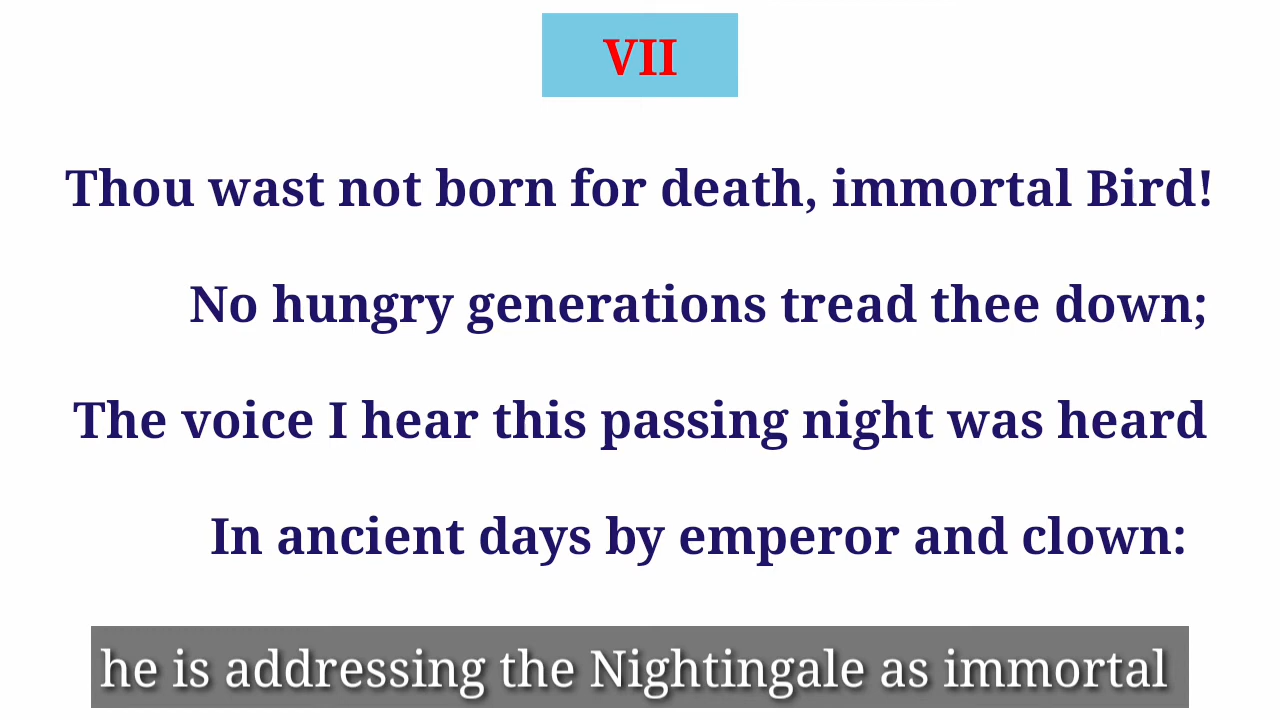 VII
Thou wast not born for death, immortal Bird!
No hungry generations tread thee down;
The voice I hear this passing night was heard
In ancient days by emperor and clown:
he is addressing the Nightingale as immortal